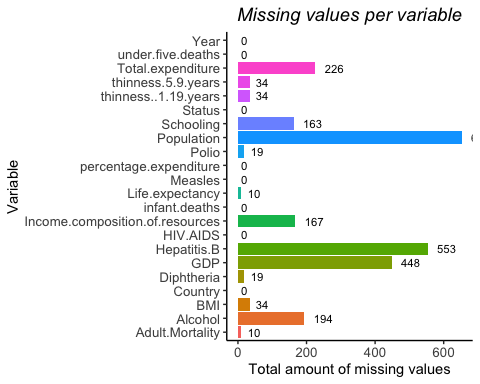 Missing values per variable
Year 0
under.five.deaths 0
Total.expenditure 226
thinness.5.9.years 34
thinness..1.19.years 34
Status 0
Schooling 163
Population
Polio 19
percentage.expenditure 0
Measles 0
Life.expectancy 10
infant.deaths 0
Income.composition.of.resources 167
HIV.AIDS 0
Hepatitis.B 553
GDP 448
Diphtheria 19
Country 0
BMI 34
Alcohol 194
Adult.Mortality 10
0 200 400 600
Total amount of missing values
Variable